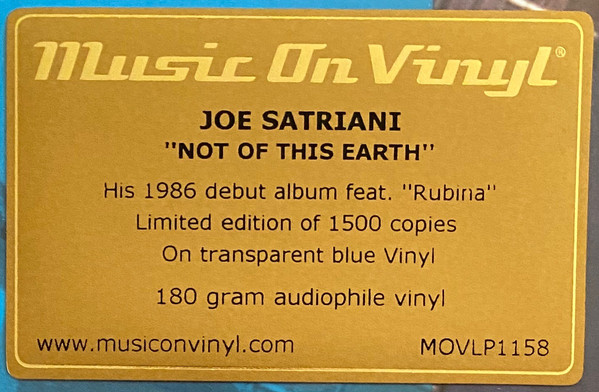 Music On Vinyl®
JOE SATRIANI
"NOT OF THIS EARTH"
His 1986 debut album feat. "Rubina"
Limited edition of 1500 copies
On transparent blue Vinyl
180 gram audiophile vinyl
www.musiconvinyl.com MOVLP1158